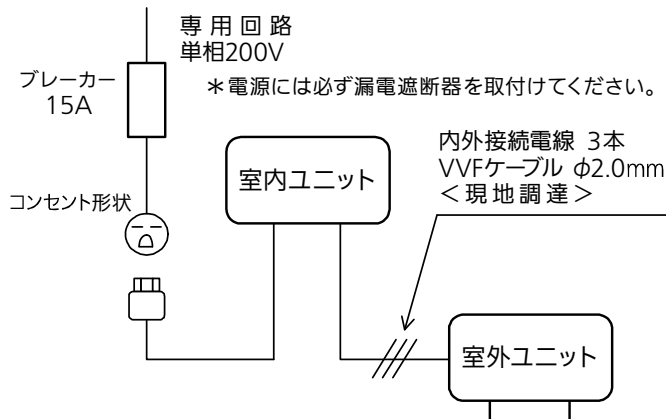 専用回路
単相200V
ブレーカー
15A
＊電源には必ず漏電遮断器を取付けてください。
内外接続電線 3本
VVFケーブル φ2.0mm
＜現地調達＞
室内ユニット
コンセント形状
室外ユニット